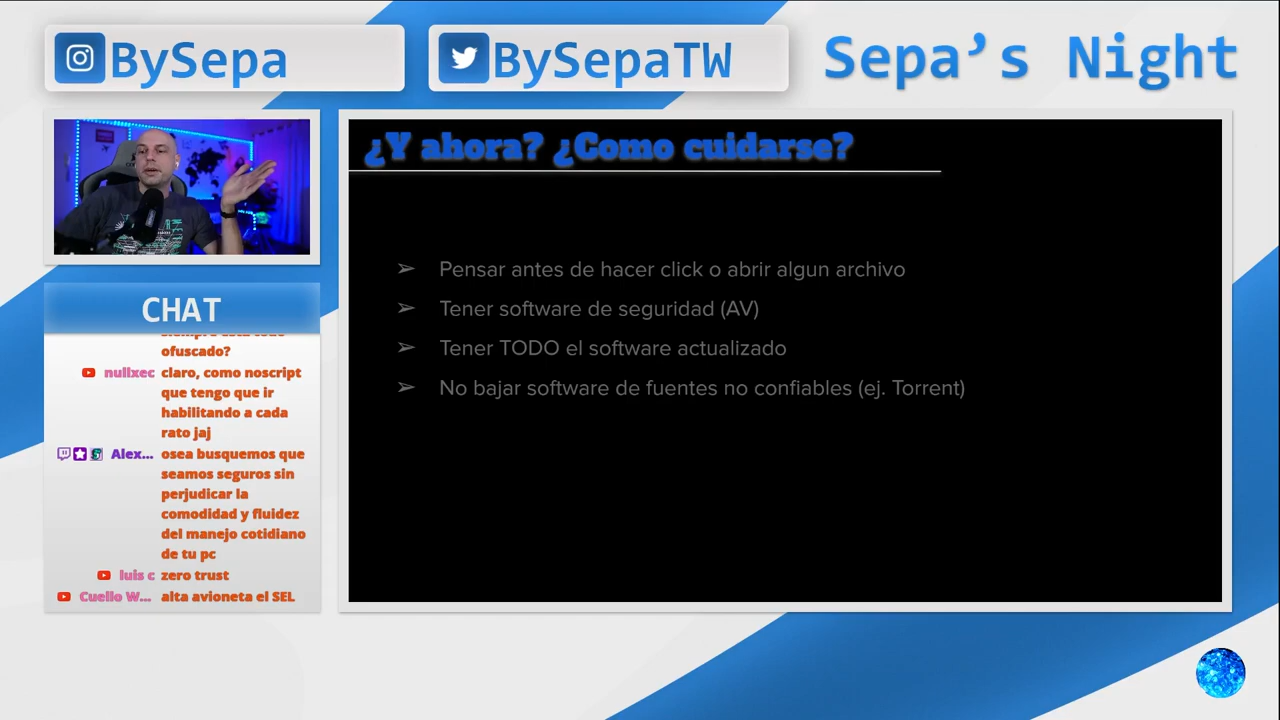 BySepa
BySepaTW
Sepa’s Night
¿Y ahora? ¿Como cuidarse?
➢ Pensar antes de hacer click o abrir algun archivo
➢ Tener software de seguridad (AV)
➢ Tener TODO el software actualizado
➢ No bajar software de fuentes no confiables (ej. Torrent)
CHAT
ofuscado?
nullxec claro, como noscript
que tengo que ir
habilitando a cada
rato jaj
Alex... osea busquemos que
seamos seguros sin
perjudicar la
comodidad y fluidez
del manejo cotidiano
de tu pc
luis c zero trust
Cuello W... alta avioneta el SEL